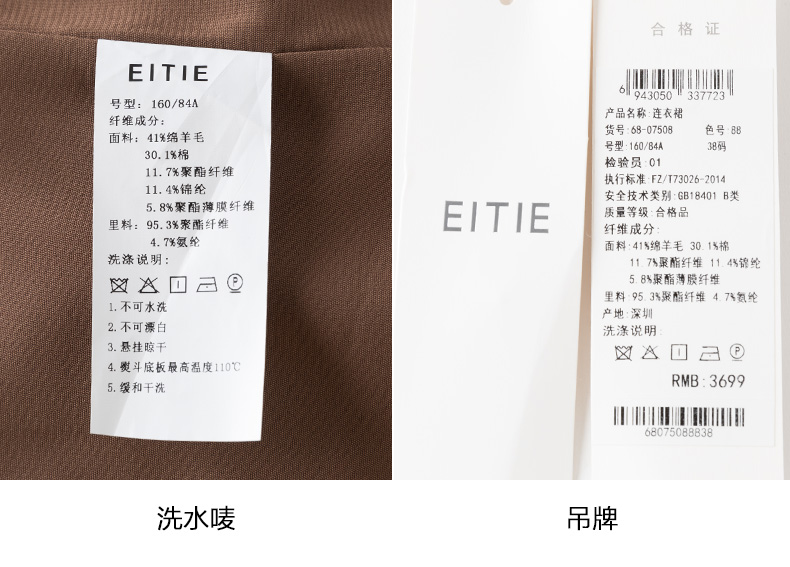 EITIE
号型：160/84A
纤维成分：
面料：41%绵羊毛
30.1%棉
11.7%聚酯纤维
11.4%锦纶
5.8%聚酯薄膜纤维
里料：95.3%聚酯纤维
4.7%氨纶
洗涤说明：
1.不可水洗
2.不可漂白
3.悬挂晾干
4.熨斗底板最高温度110℃
5.缓和干洗
洗水唛
EITIE
合格证
6 943050 337723
产品名称:连衣裙
货号:68-07508 色号:88
号型:160/84A 38码
检验员:01
执行标准:FZ/T73026-2014
安全技术类别:GB18401 B类
质量等级:合格品
纤维成分:
面料:41%绵羊毛 30.1%棉
11.7%聚酯纤维 11.4%锦纶
5.8%聚酯薄膜纤维
里料:95.3%聚酯纤维 4.7%氨纶
产地:深圳
洗涤说明:
RMB:3699
68075088838
吊牌